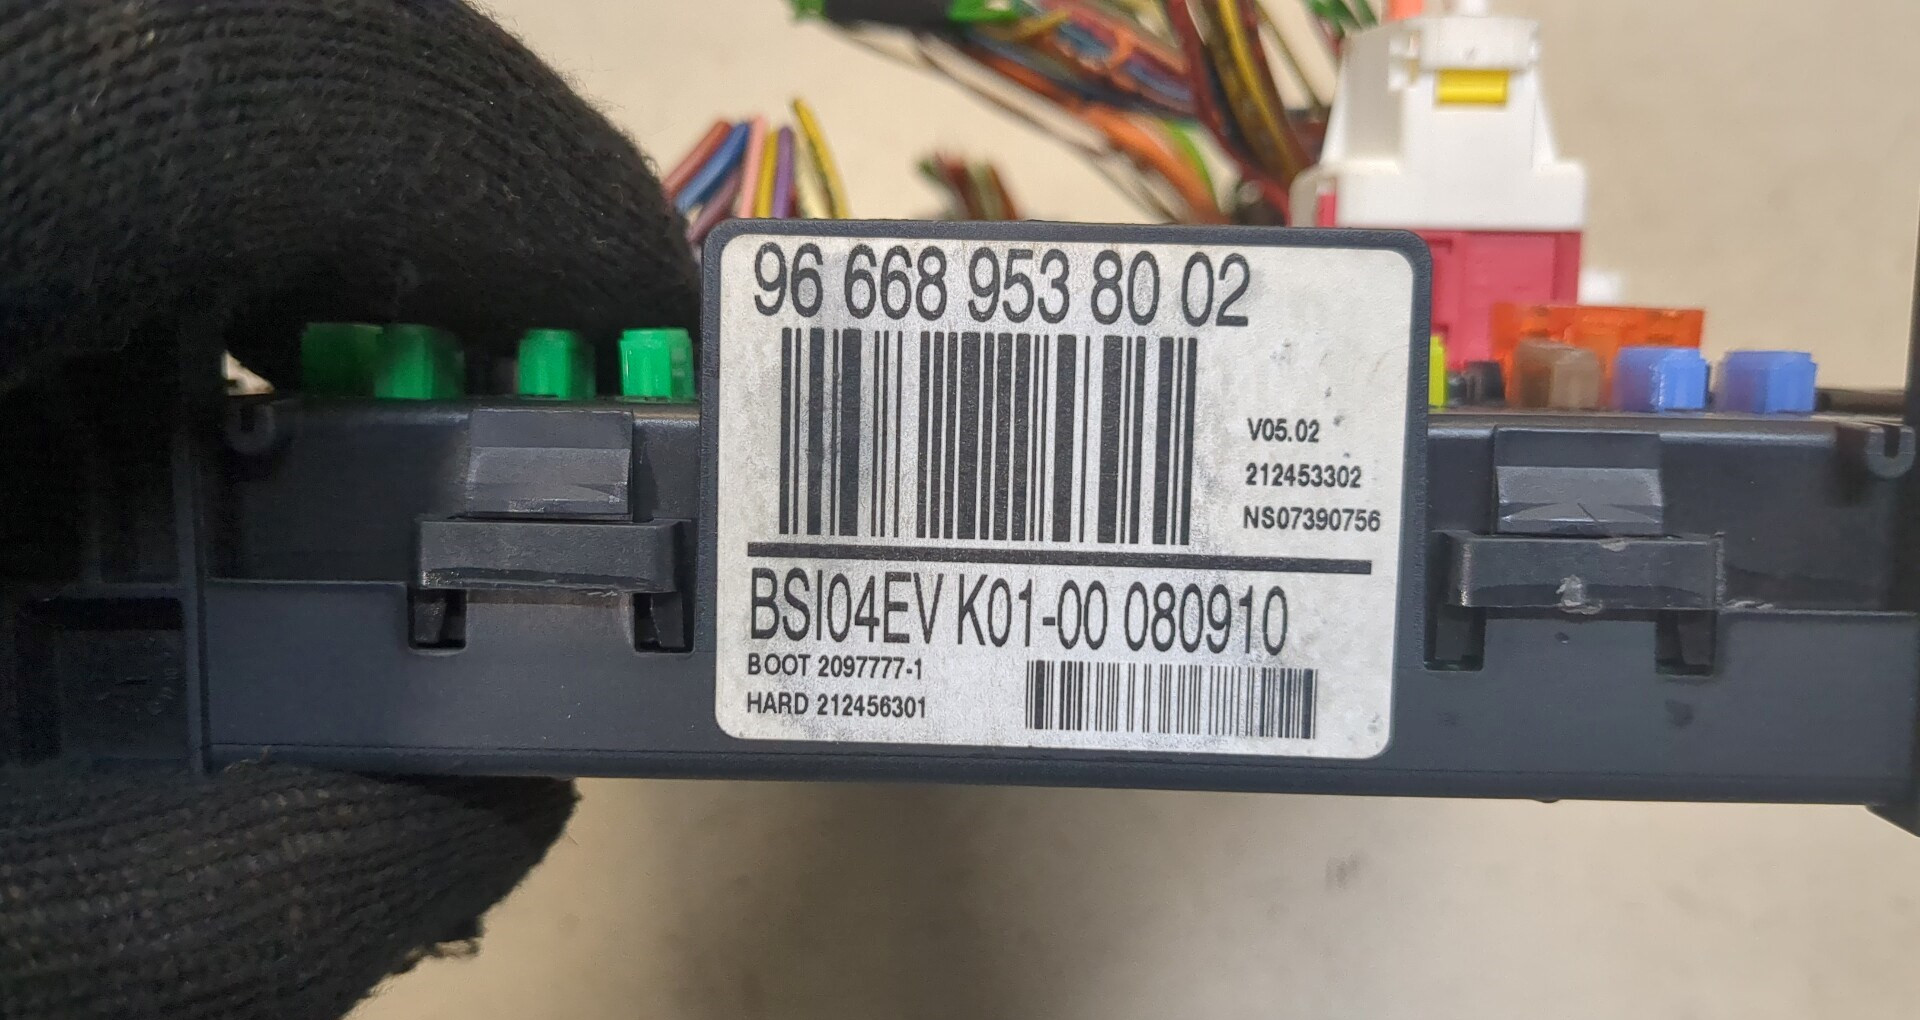 96 668 953 80 02
V05.02
212453302
NS07390756
BSI04EV K01-00 080910
BOOT 2097777-1
HARD 212456301